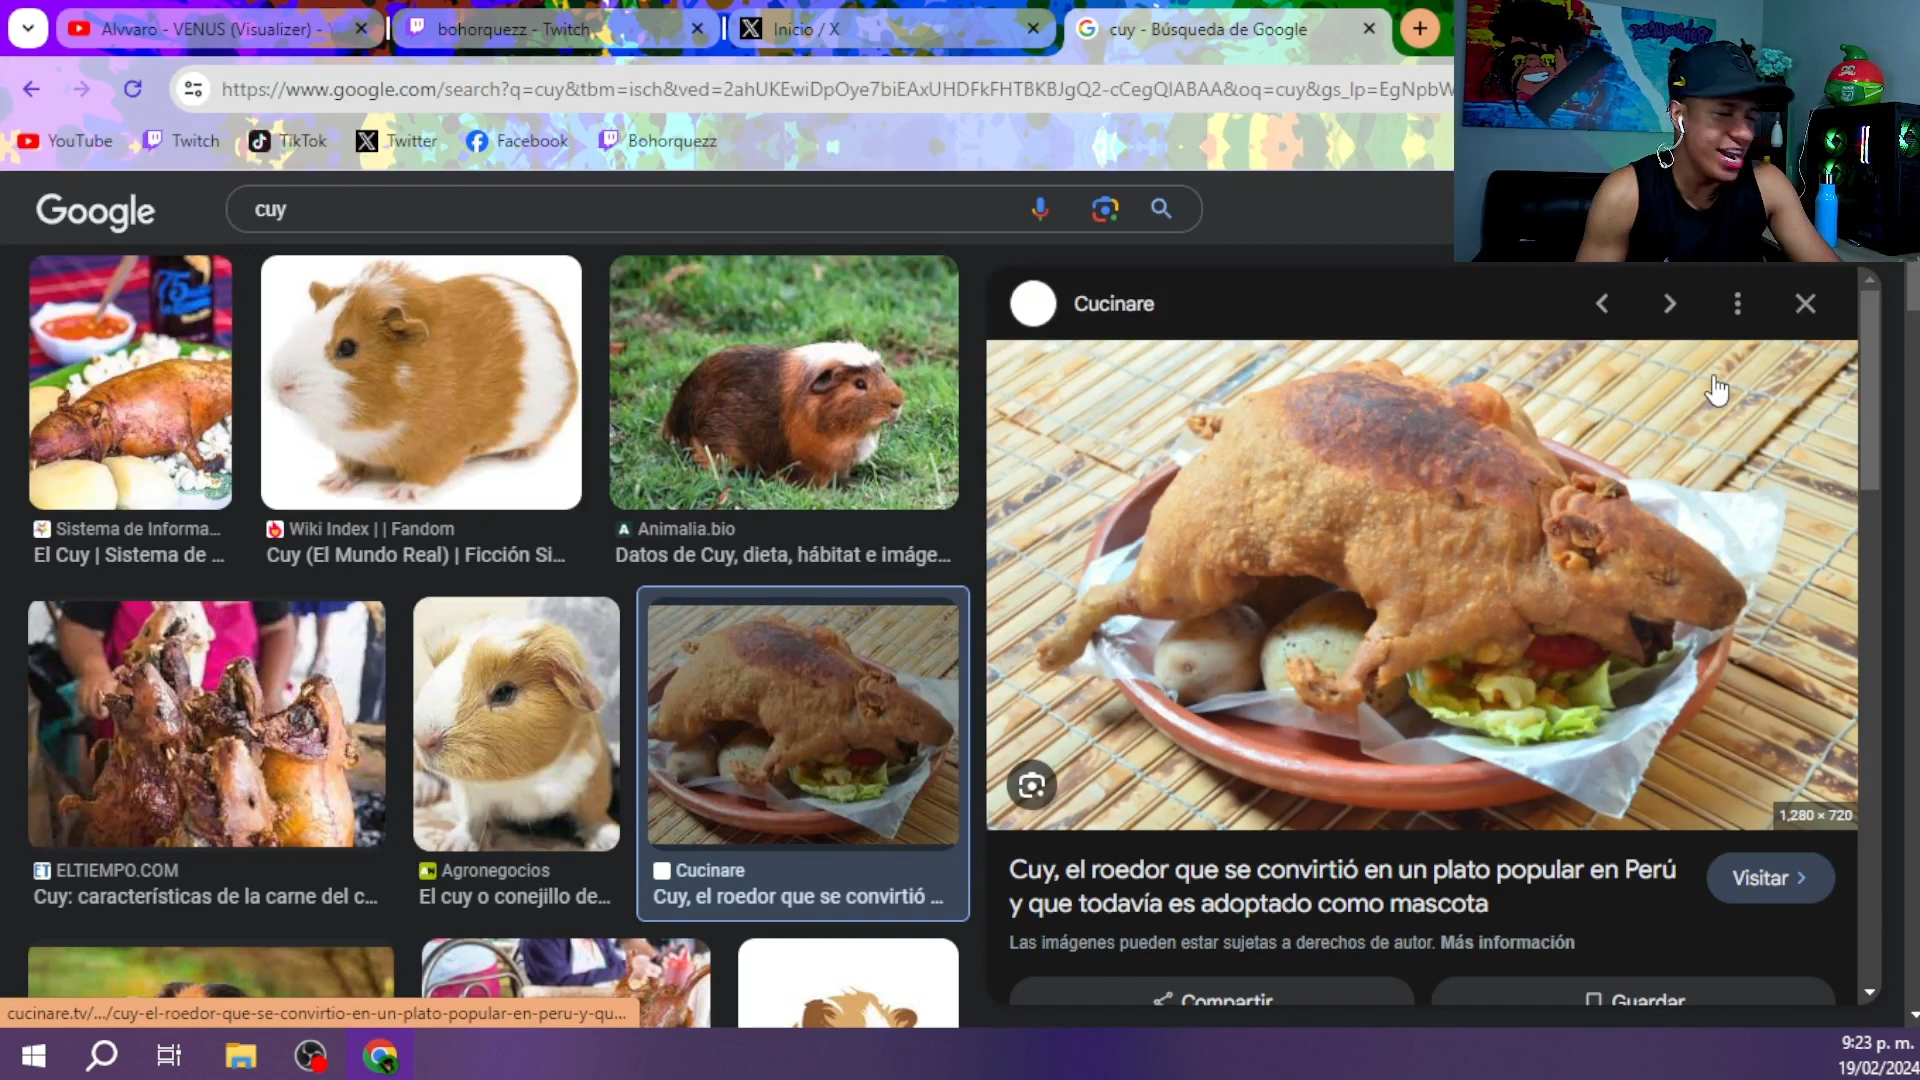 Alvvaro - VENUS (Visualizer) -
bohorquezz - Twitch
Inicio / X
cuy - Búsqueda de Google
https://www.google.com/search?q=cuy&tbm=isch&ved=2ahUKEwiDpOye7biEAxUHDFkFHTBKBJgQ2-cCegQIABAA&oq=cuy&gs_lp=EgNpbW
YouTube
Twitch
TikTok
Twitter
Facebook
Bohorquezz
Google
cuy
Cucinare
Sistema de Informa...
El Cuy | Sistema de ...
Wiki Index | | Fandom
Cuy (El Mundo Real) | Ficción Si...
Animalia.bio
Datos de Cuy, dieta, hábitat e imáge...
1,280 × 720
ELTIEMPO.COM
Cuy: características de la carne del c...
Agronegocios
El cuy o conejillo de...
Cucinare
Cuy, el roedor que se convirtió ...
Cuy, el roedor que se convirtió en un plato popular en Perú
y que todavía es adoptado como mascota
Visitar
Las imágenes pueden estar sujetas a derechos de autor. Más información
Compartir
Guardar
cucinare.tv/.../cuy-el-roedor-que-se-convirtio-en-un-plato-popular-en-peru-y-qu...
9:23 p. m.
19/02/2024